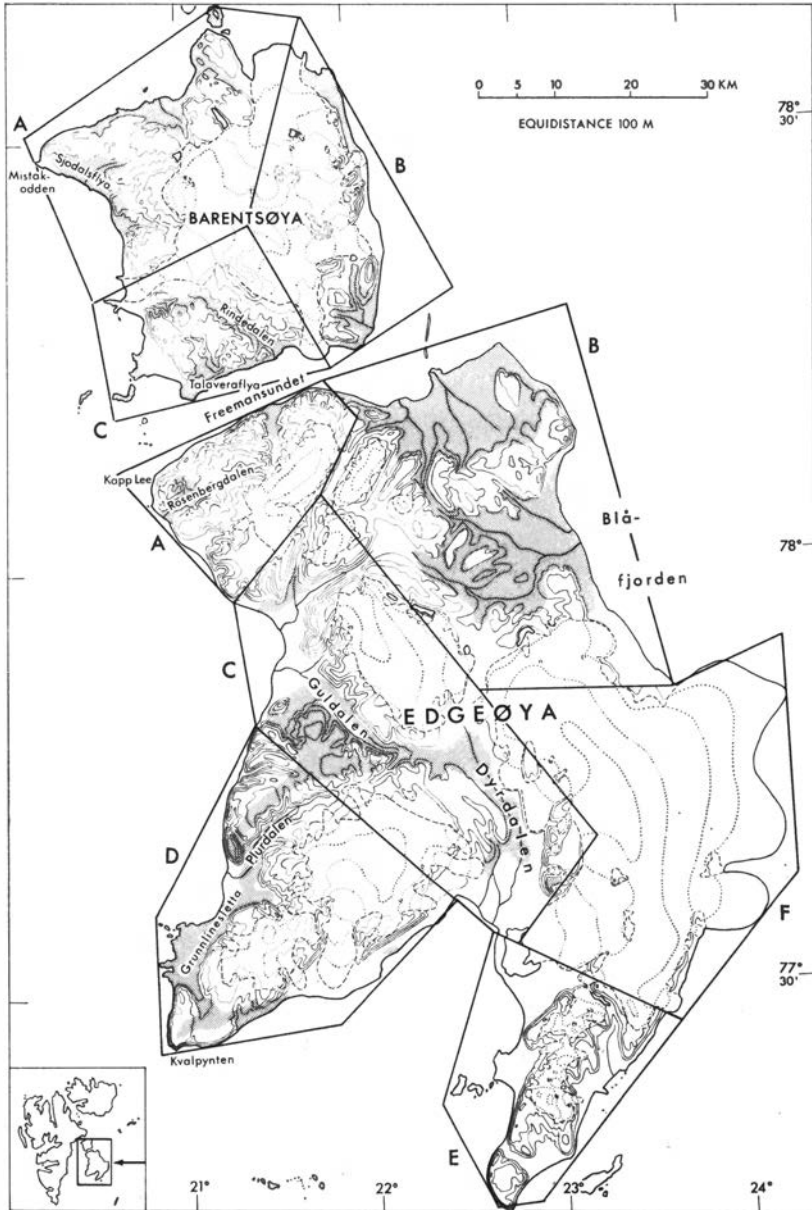 0 5 10 20 30 KM
EQUIDISTANCE 100 M
78°
30'
A
Sjodalsflya
Mistak-
odden
B
BARENTSØYA
Rindedalen
Talaveraflya
Freemansundet
C
B
Kapp Lee
Rosenbergdalen
A
Blå-
fjorden
78°
C
Guldalen
EDGEØYA
Dyrdalen
D
Plurdalen
Grunnlinesletta
F
77°
30'
Kvalpynten
E
21° 22° 23° 24°